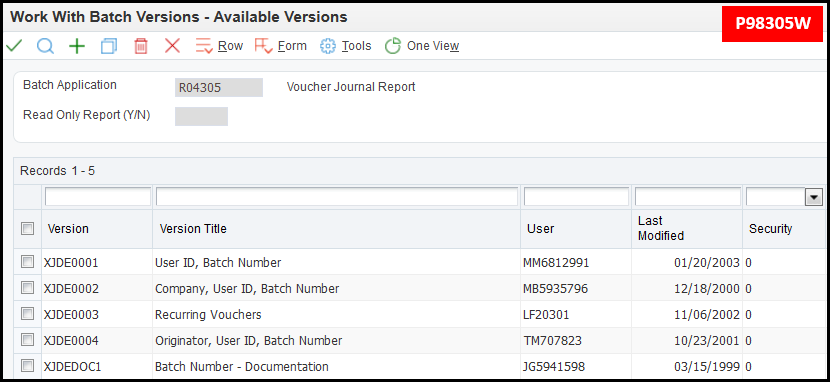 Work With Batch Versions - Available Versions
P98305W
Row Form Tools One View
Batch Application R04305 Voucher Journal Report
Read Only Report (Y/N)
Records 1 - 5
Version Version Title User Last Modified Security
XJDE0001 User ID, Batch Number MM6812991 01/20/2003 0
XJDE0002 Company, User ID, Batch Number MB5935796 12/18/2000 0
XJDE0003 Recurring Vouchers LF20301 11/06/2002 0
XJDE0004 Originator, User ID, Batch Number TM707823 10/23/2001 0
XJDEDOC1 Batch Number - Documentation JG5941598 03/15/1999 0